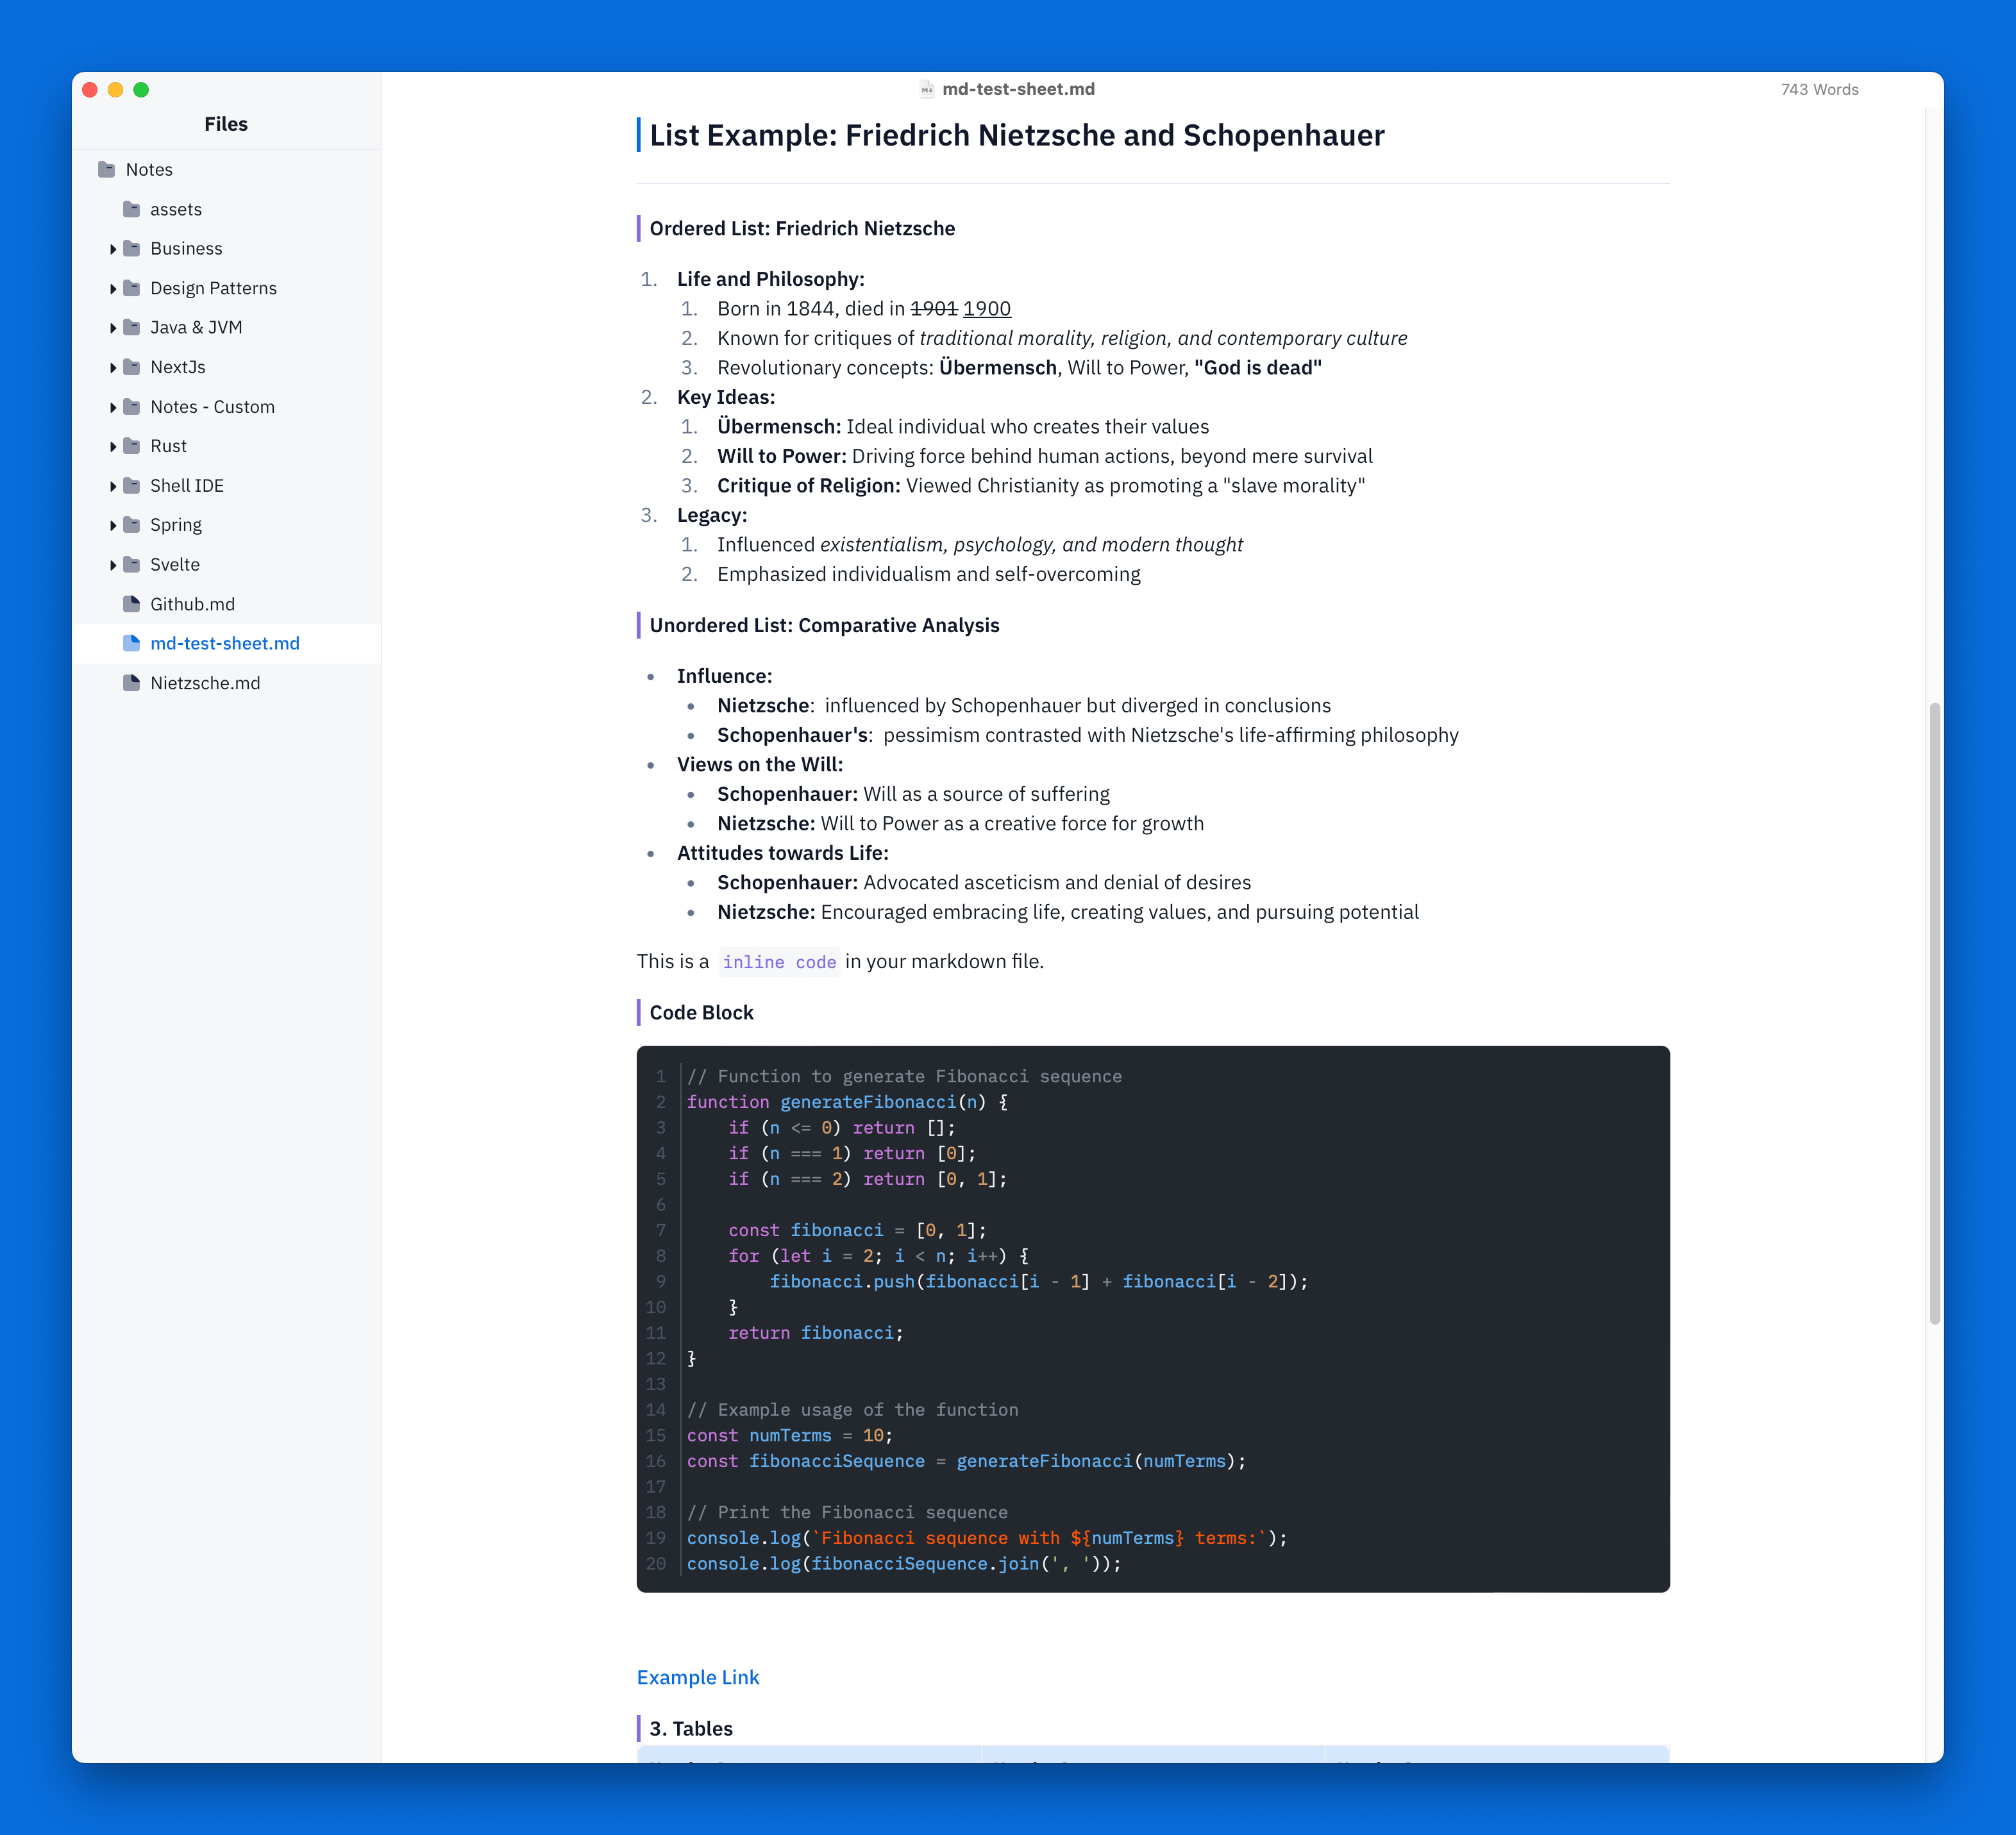 md-test-sheet.md
743 Words
Files
Notes
assets
Business
Design Patterns
Java & JVM
NextJs
Notes - Custom
Rust
Shell IDE
Spring
Svelte
Github.md
md-test-sheet.md
Nietzsche.md
List Example: Friedrich Nietzsche and Schopenhauer
Ordered List: Friedrich Nietzsche
1. Life and Philosophy:
1. Born in 1844, died in 1901 1900
2. Known for critiques of traditional morality, religion, and contemporary culture
3. Revolutionary concepts: Übermensch, Will to Power, "God is dead"
2. Key Ideas:
1. Übermensch: Ideal individual who creates their values
2. Will to Power: Driving force behind human actions, beyond mere survival
3. Critique of Religion: Viewed Christianity as promoting a "slave morality"
3. Legacy:
1. Influenced existentialism, psychology, and modern thought
2. Emphasized individualism and self-overcoming
Unordered List: Comparative Analysis
• Influence:
• Nietzsche: influenced by Schopenhauer but diverged in conclusions
• Schopenhauer's: pessimism contrasted with Nietzsche's life-affirming philosophy
• Views on the Will:
• Schopenhauer: Will as a source of suffering
• Nietzsche: Will to Power as a creative force for growth
• Attitudes towards Life:
• Schopenhauer: Advocated asceticism and denial of desires
• Nietzsche: Encouraged embracing life, creating values, and pursuing potential
This is a inline code in your markdown file.
Code Block
1 // Function to generate Fibonacci sequence
2 function generateFibonacci(n) {
3     if (n <= 0) return [];
4     if (n === 1) return [0];
5     if (n === 2) return [0, 1];
6
7     const fibonacci = [0, 1];
8     for (let i = 2; i < n; i++) {
9         fibonacci.push(fibonacci[i - 1] + fibonacci[i - 2]);
10     }
11     return fibonacci;
12 }
13
14 // Example usage of the function
15 const numTerms = 10;
16 const fibonacciSequence = generateFibonacci(numTerms);
17
18 // Print the Fibonacci sequence
19 console.log(`Fibonacci sequence with ${numTerms} terms:`);
20 console.log(fibonacciSequence.join(', '));
Example Link
3. Tables